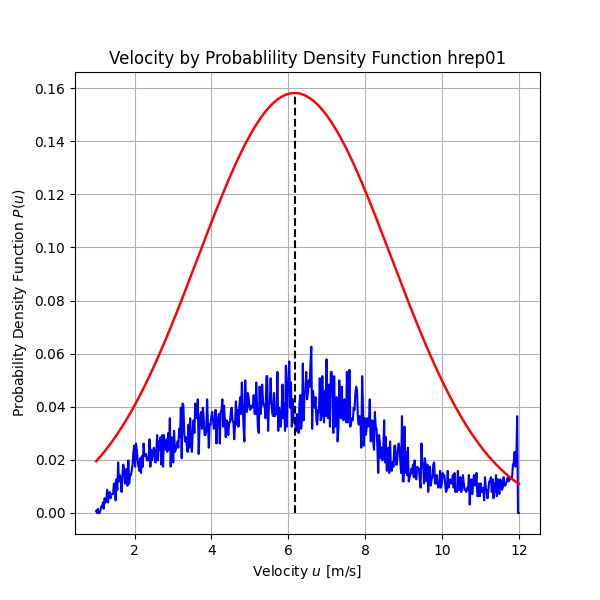 Velocity by Probablility Density Function hrep01
0.16
0.14
0.12
0.10
0.08
0.06
0.04
0.02
0.00
Probability Density Function P(u)
2 4 6 8 10 12
Velocity u [m/s]